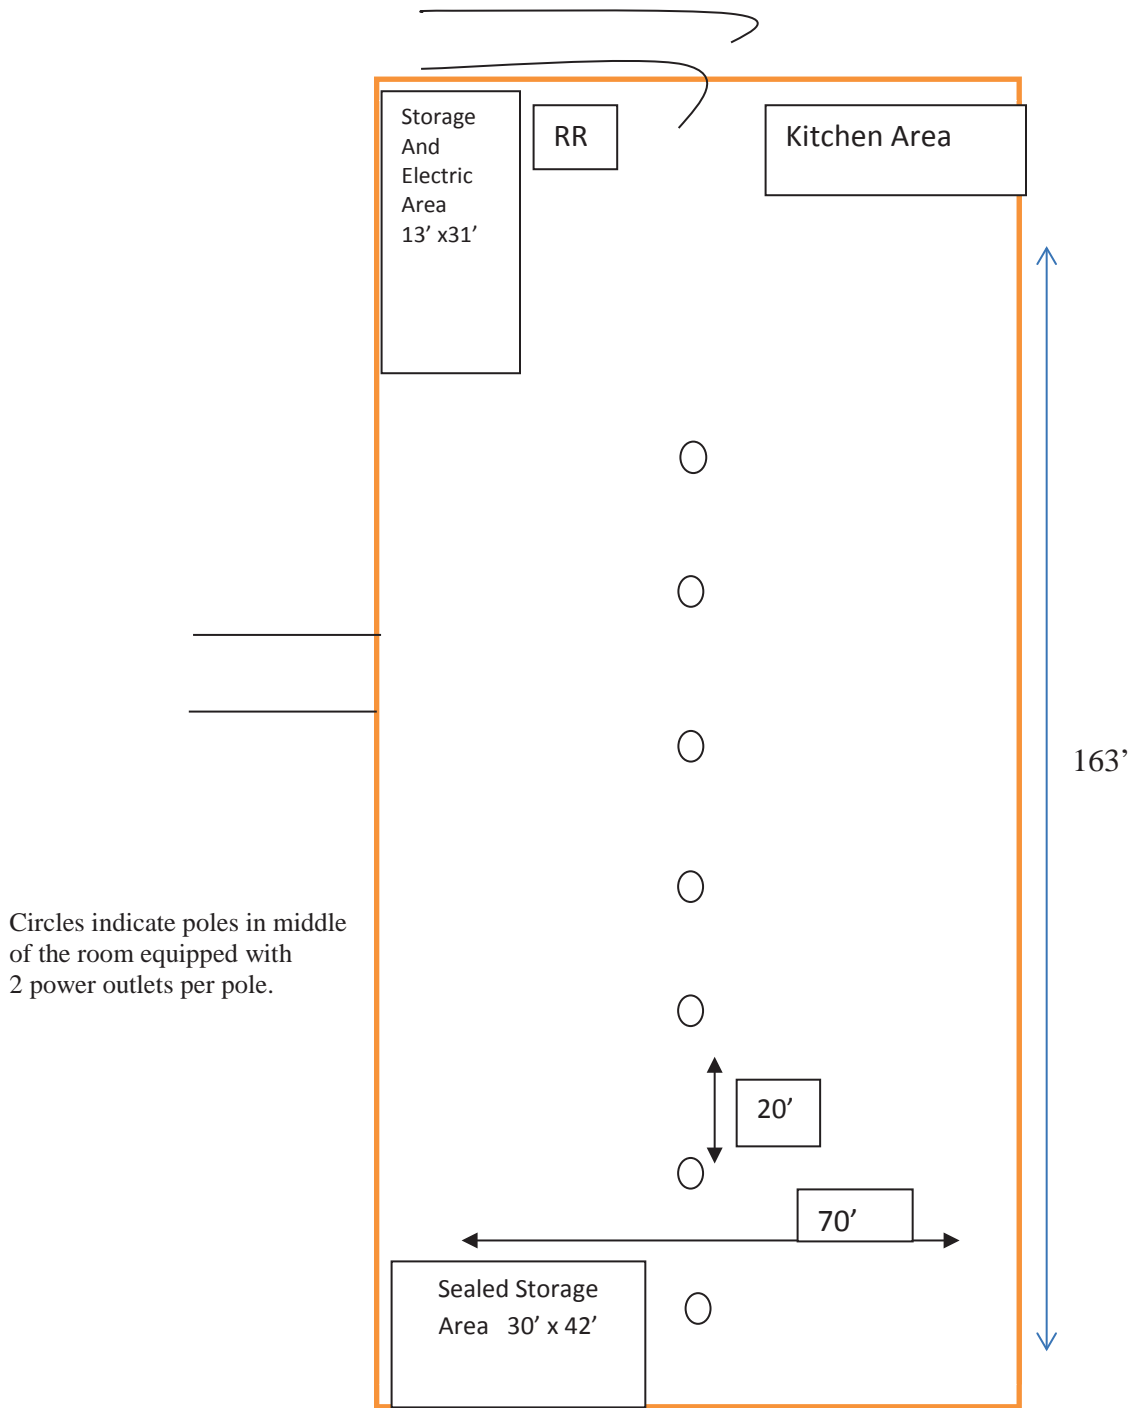 Storage
And
Electric
Area
13’ x31’
RR
Kitchen Area
163’
Circles indicate poles in middle
of the room equipped with
2 power outlets per pole.
20’
70’
Sealed Storage
Area   30’ x 42’